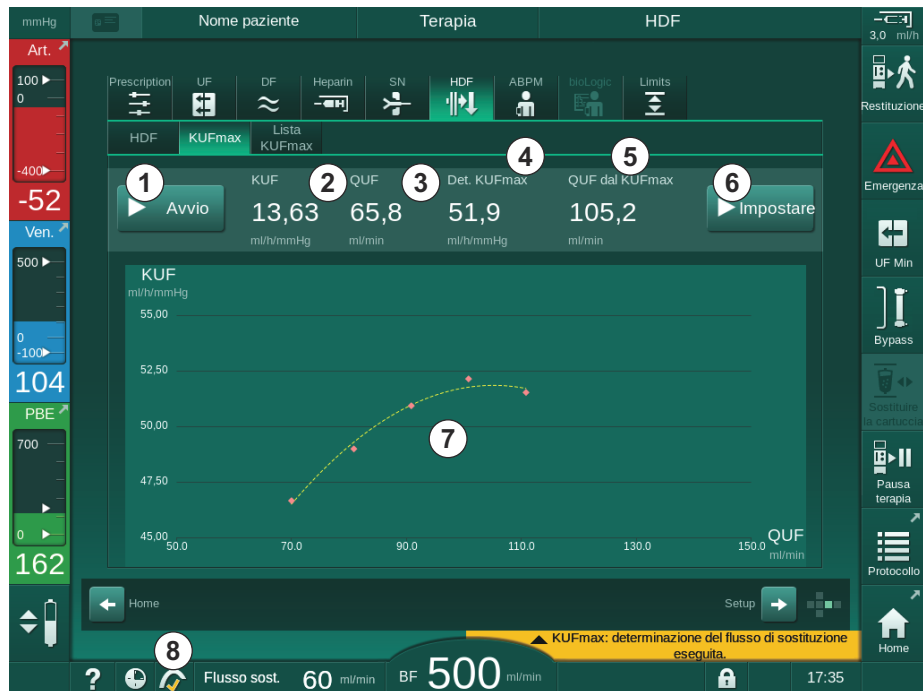 mmHg
Nome paziente
Terapia
HDF
3,0 ml/h
Art.
100
0
-400
-52
Ven.
500
0
-100
104
PBE
700
0
162
Prescription
UF
DF
Heparin
SN
HDF
ABPM
bioLogic
Limits
HDF
KUFmax
Lista
KUFmax
1
2
3
4
5
6
Avvio
KUF
13,63
ml/h/mmHg
QUF
65,8
ml/min
Det. KUFmax
51,9
ml/h/mmHg
QUF dal KUFmax
105,2
ml/min
Impostare
KUF
ml/h/mmHg
55,00
52,50
50,00
47,50
45,00
7
50.0
70.0
90.0
110.0
130.0
150.0
QUF
ml/min
Home
Setup
KUFmax: determinazione del flusso di sostituzione
eseguita.
8
?
Flusso sost.
60 ml/min
BF 500 ml/min
17:35
Restituzione
Emergenza
UF Min
Bypass
Sostituire
la cartuccia
Pausa
terapia
Protocollo
Home